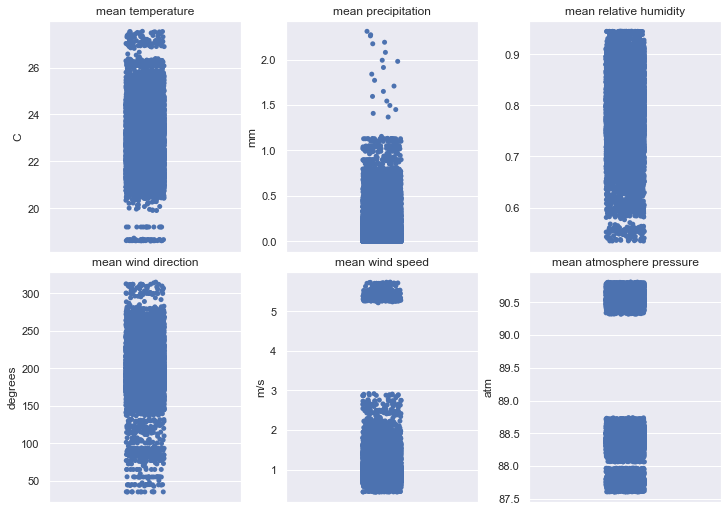 mean temperature
26
24
22
20
C
mean precipitation
2.0
1.5
1.0
0.5
0.0
mm
mean relative humidity
0.9
0.8
0.7
0.6
mean wind direction
300
250
200
150
100
50
degrees
mean wind speed
5
4
3
2
1
m/s
mean atmosphere pressure
90.5
90.0
89.5
89.0
88.5
88.0
87.5
atm